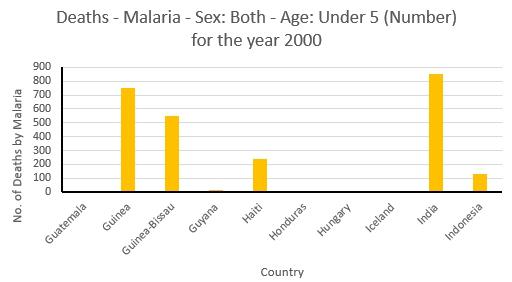 Deaths - Malaria - Sex: Both - Age: Under 5 (Number)
for the year 2000
No. of Deaths by Malaria
900
800
700
600
500
400
300
200
100
0
Guatemala
Guinea
Guinea-Bissau
Guyana
Haiti
Honduras
Hungary
Iceland
India
Indonesia
Country